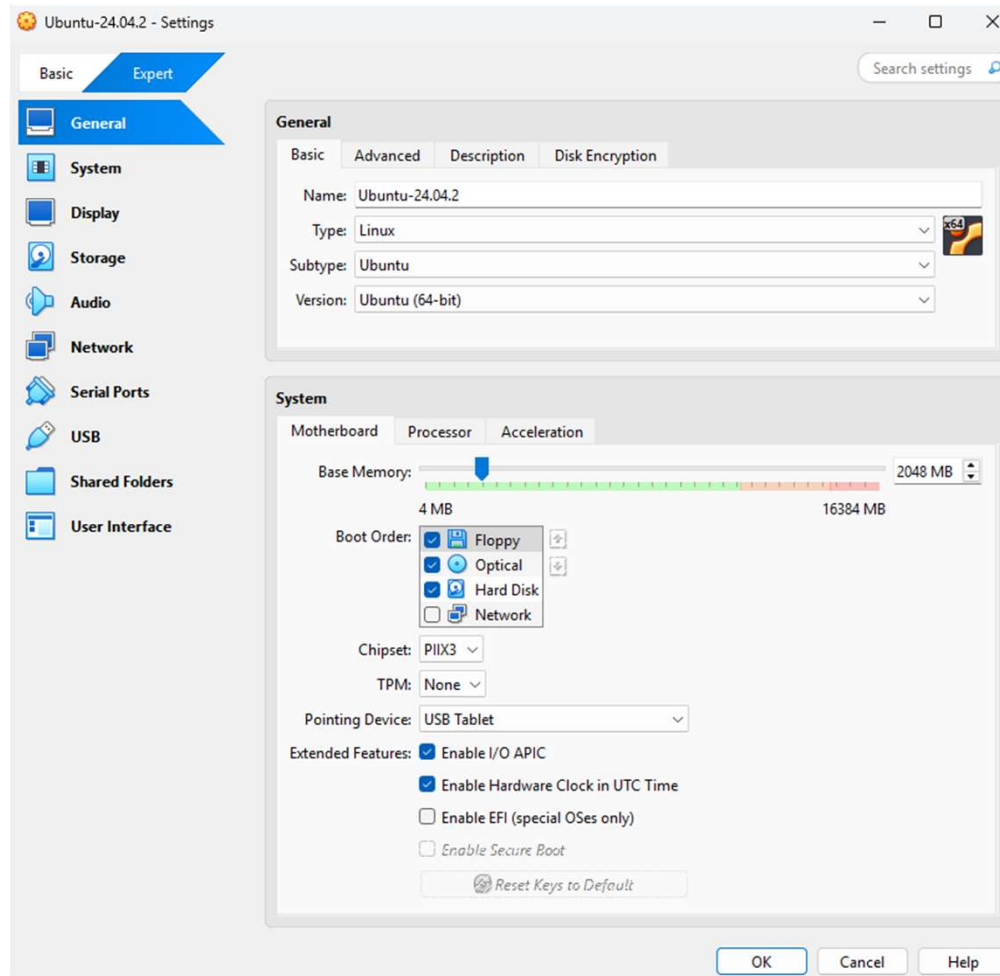 Ubuntu-24.04.2 - Settings
Basic Expert
Search settings
General
System
Display
Storage
Audio
Network
Serial Ports
USB
Shared Folders
User Interface
General
Basic Advanced Description Disk Encryption
Name: Ubuntu-24.04.2
Type: Linux
x64
Subtype: Ubuntu
Version: Ubuntu (64-bit)
System
Motherboard Processor Acceleration
Base Memory: 2048 MB
4 MB 16384 MB
Boot Order: Floppy
Optical
Hard Disk
Network
Chipset: PIIX3
TPM: None
Pointing Device: USB Tablet
Extended Features: Enable I/O APIC
Enable Hardware Clock in UTC Time
Enable EFI (special OSes only)
Enable Secure Boot
Reset Keys to Default
OK Cancel Help